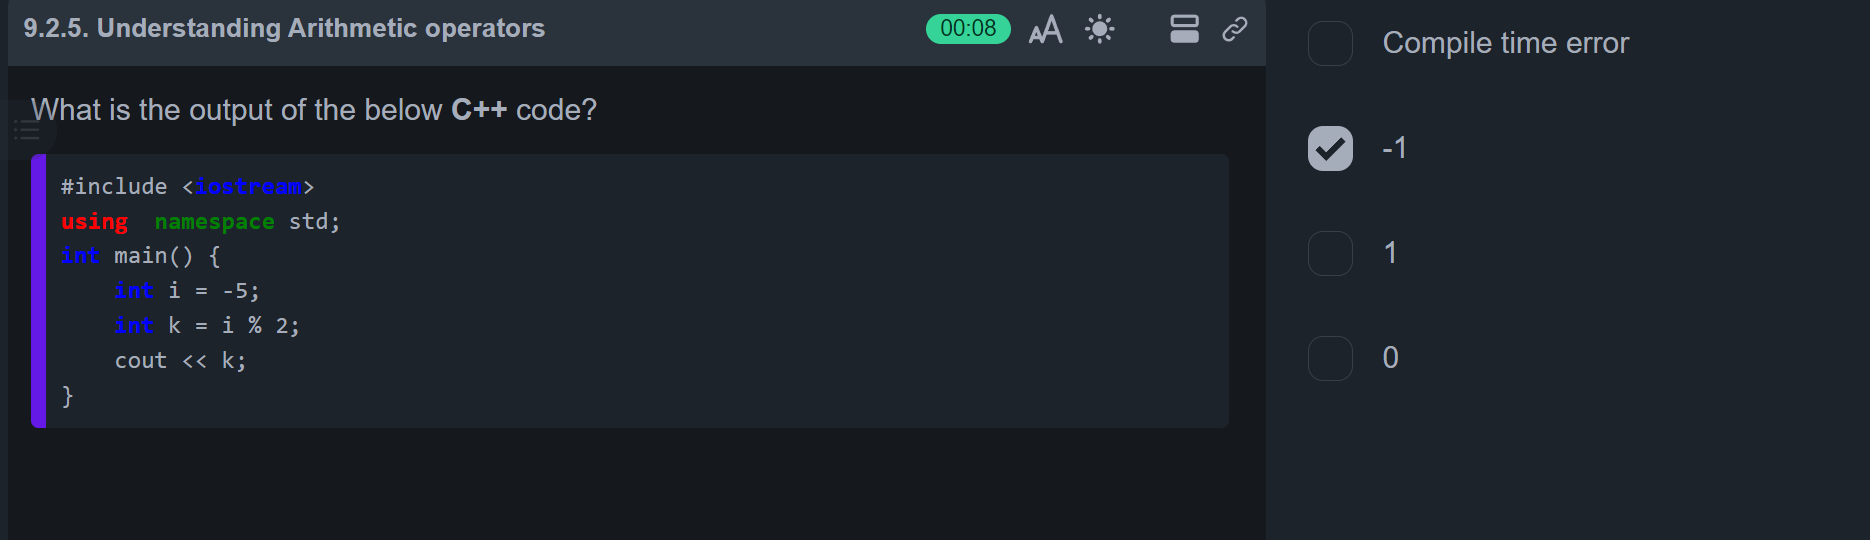 9.2.5. Understanding Arithmetic operators
00:08
What is the output of the below C++ code?
#include <iostream>
using  namespace std;
int main() {
    int i = -5;
    int k = i % 2;
    cout << k;
}
Compile time error
-1
1
0